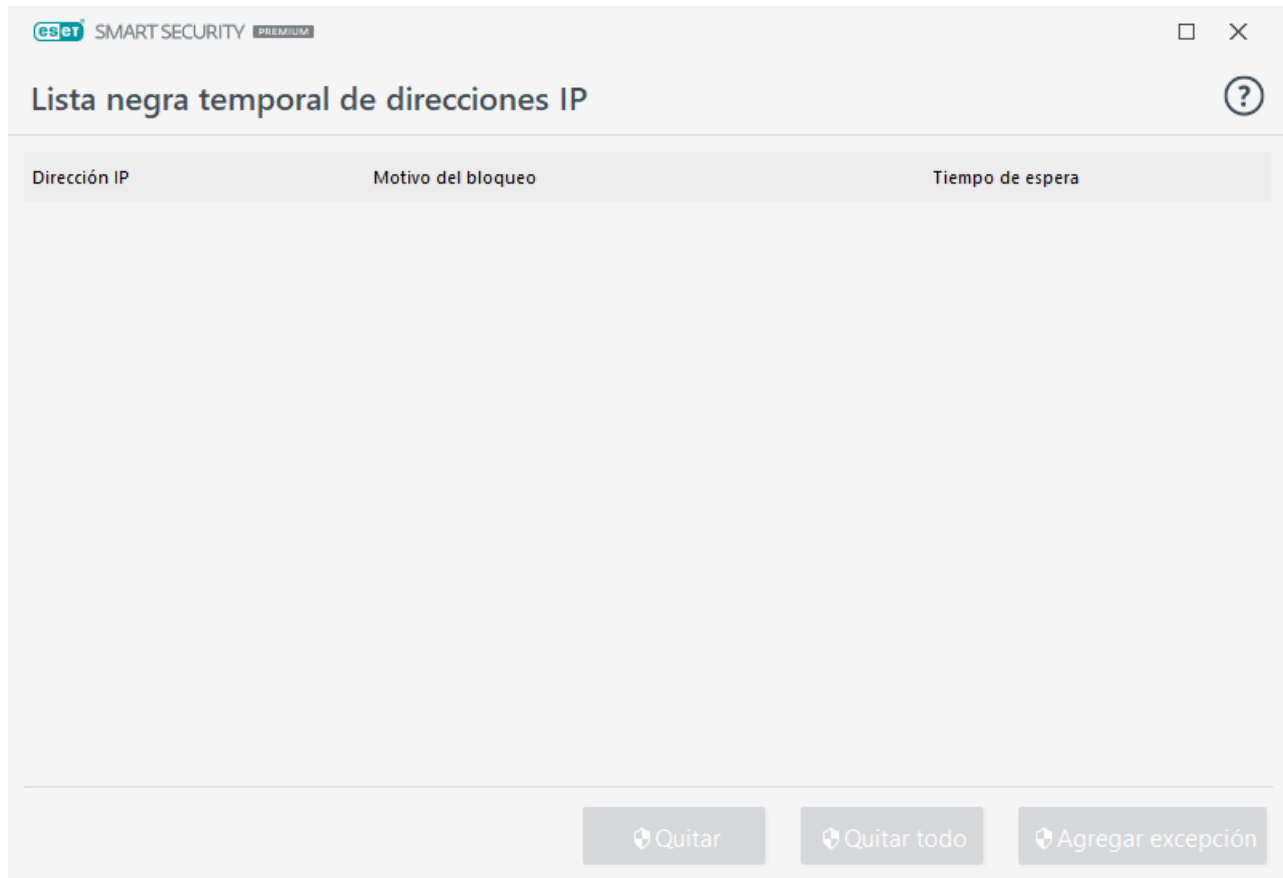 eseT SMART SECURITY PREMIUM
Lista negra temporal de direcciones IP
?
Dirección IP Motivo del bloqueo Tiempo de espera
Quitar Quitar todo Agregar excepción